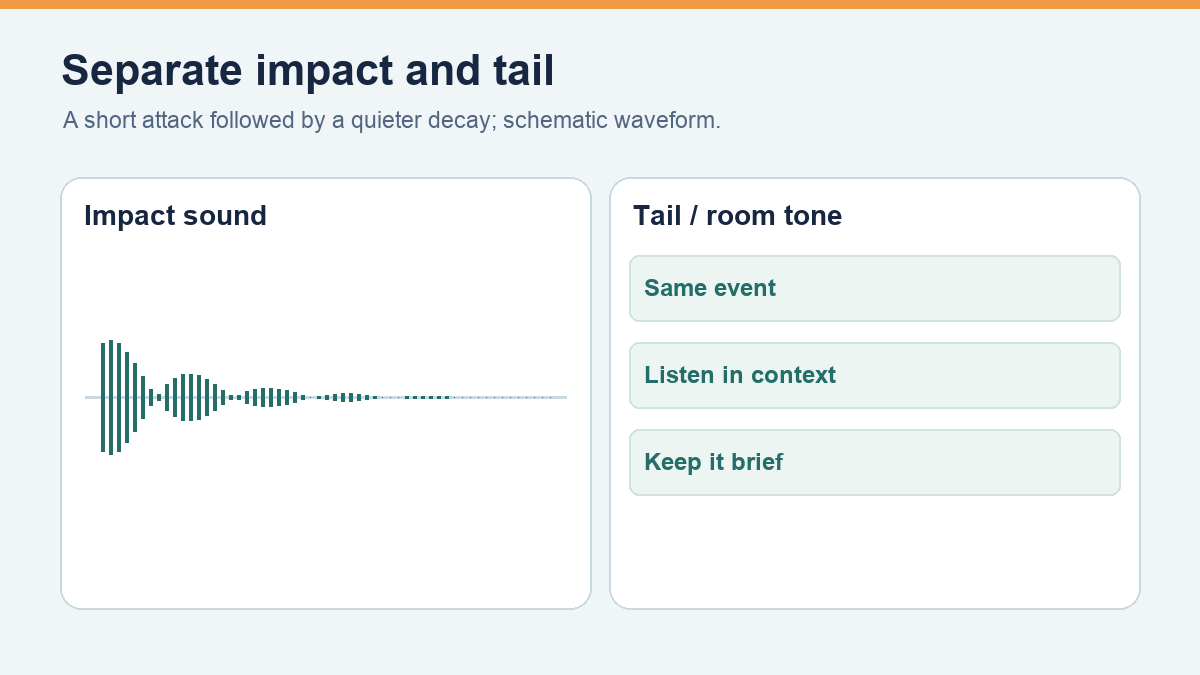 Separate impact and tail
A short attack followed by a quieter decay; schematic waveform.
Impact sound
Tail / room tone
Same event
Listen in context
Keep it brief